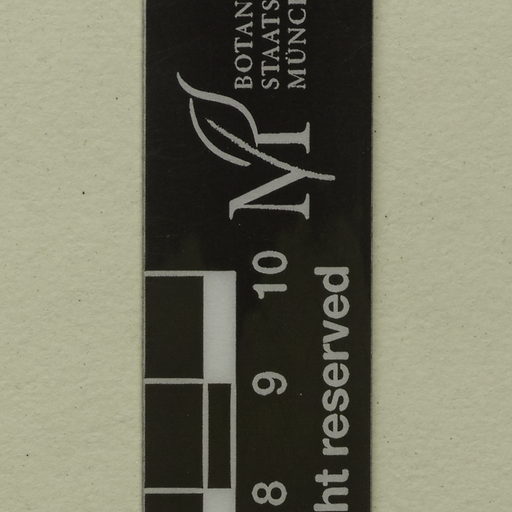 BOTAN
STAATS
MÜNCH
M
8 9 10
ht reserved